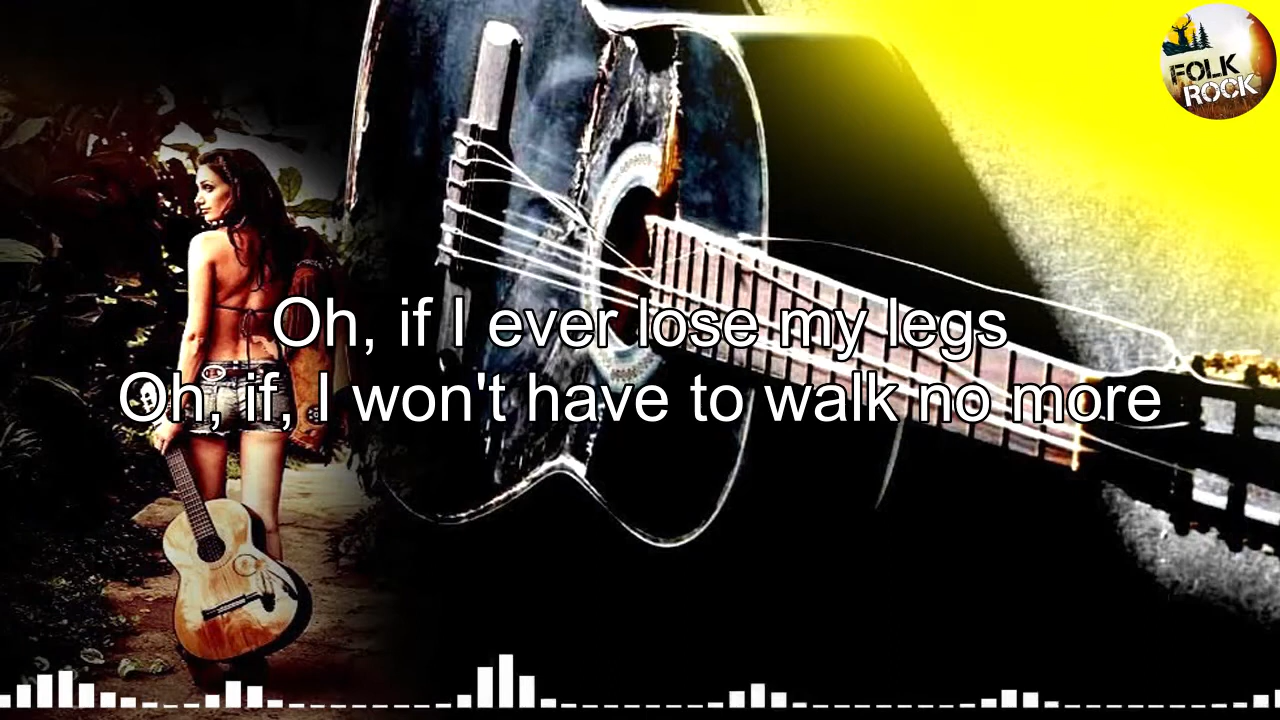 FOLK
ROCK
Oh, if I ever lose my legs
Oh, if, I won't have to walk no more